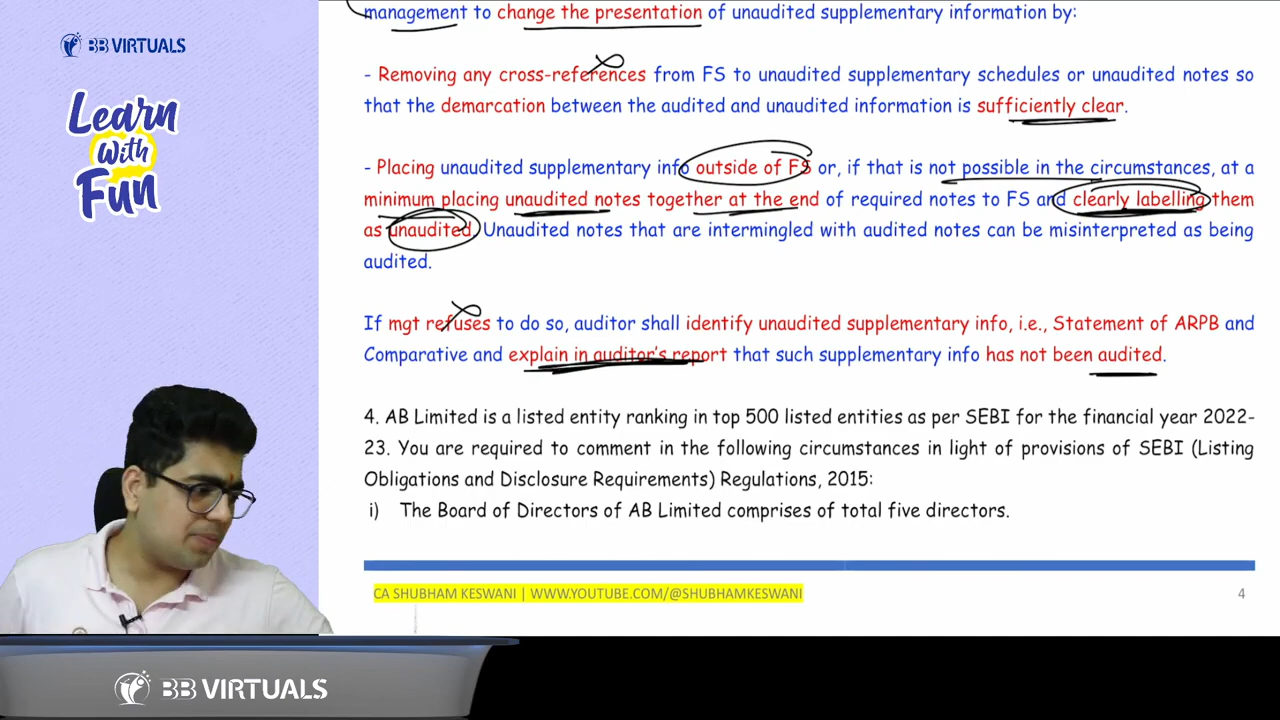 BB VIRTUALS
Learn
With
Fun
management to change the presentation of unaudited supplementary information by:
- Removing any cross-references from FS to unaudited supplementary schedules or unaudited notes so
that the demarcation between the audited and unaudited information is sufficiently clear.
- Placing unaudited supplementary info outside of FS or, if that is not possible in the circumstances, at a
minimum placing unaudited notes together at the end of required notes to FS and clearly labelling them
as unaudited. Unaudited notes that are intermingled with audited notes can be misinterpreted as being
audited.
If mgt refuses to do so, auditor shall identify unaudited supplementary info, i.e., Statement of ARPB and
Comparative and explain in auditor's report that such supplementary info has not been audited.
4. AB Limited is a listed entity ranking in top 500 listed entities as per SEBI for the financial year 2022-
23. You are required to comment in the following circumstances in light of provisions of SEBI (Listing
Obligations and Disclosure Requirements) Regulations, 2015:
i) The Board of Directors of AB Limited comprises of total five directors.
CA SHUBHAM KESWANI | WWW.YOUTUBE.COM/@SHUBHAMKESWANI
4
BB VIRTUALS